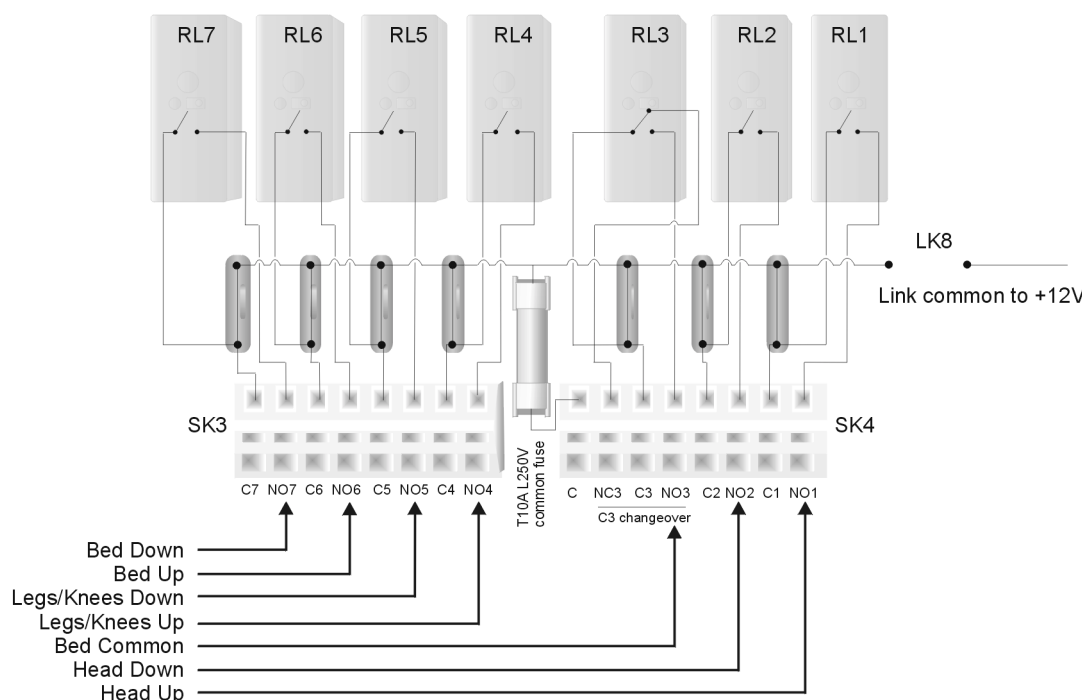 RL7 RL6 RL5 RL4 RL3 RL2 RL1
LK8
Link common to +12V
SK3
SK4
T10A L250V
common fuse
C7 NO7 C6 NO6 C5 NO5 C4 NO4
C NC3 C3 NO3 C2 NO2 C1 NO1
C3 changeover
Bed Down
Bed Up
Legs/Knees Down
Legs/Knees Up
Bed Common
Head Down
Head Up